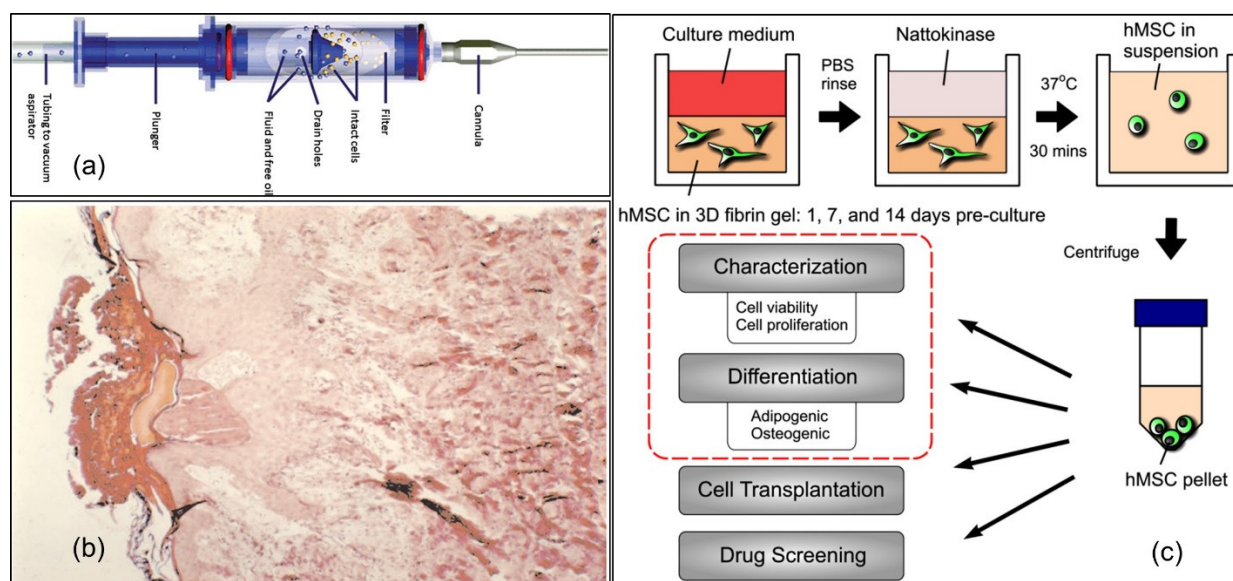 (a)
Tubing to vacuum
aspirator
Plunger
Fluid and free oil
Drain holes
Intact cells
Filter
Cannula
(b)
Culture medium
PBS
rinse
Nattokinase
37°C
30 mins
hMSC in
suspension
hMSC in 3D fibrin gel: 1, 7, and 14 days pre-culture
Centrifuge
Characterization
Cell viability
Cell proliferation
Differentiation
Adipogenic
Osteogenic
Cell Transplantation
Drug Screening
hMSC pellet
(c)